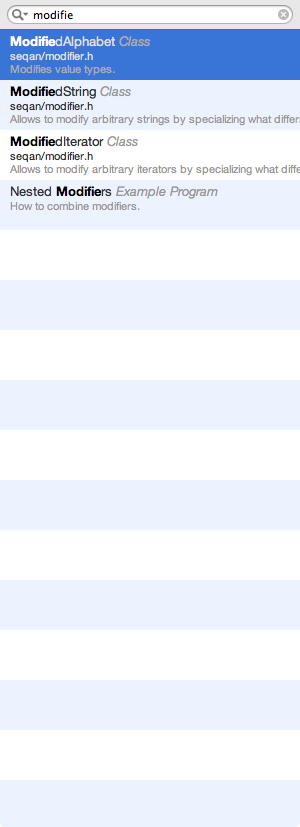 modifie
ModifiedAlphabet Class
seqan/modifier.h
Modifies value types.
ModifiedString Class
seqan/modifier.h
Allows to modify arbitrary strings by specializing what differ
ModifiedIterator Class
seqan/modifier.h
Allows to modify arbitrary iterators by specializing what diffe
Nested Modifiers Example Program
How to combine modifiers.